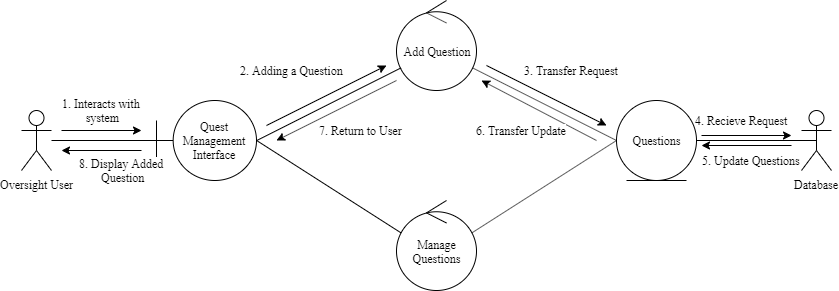 Add Question
2. Adding a Question
3. Transfer Request
1. Interacts with
system
Quest
Management
Interface
7. Return to User
6. Transfer Update
Questions
4. Recieve Request
5. Update Questions
8. Display Added
Question
Oversight User
Database
Manage
Questions